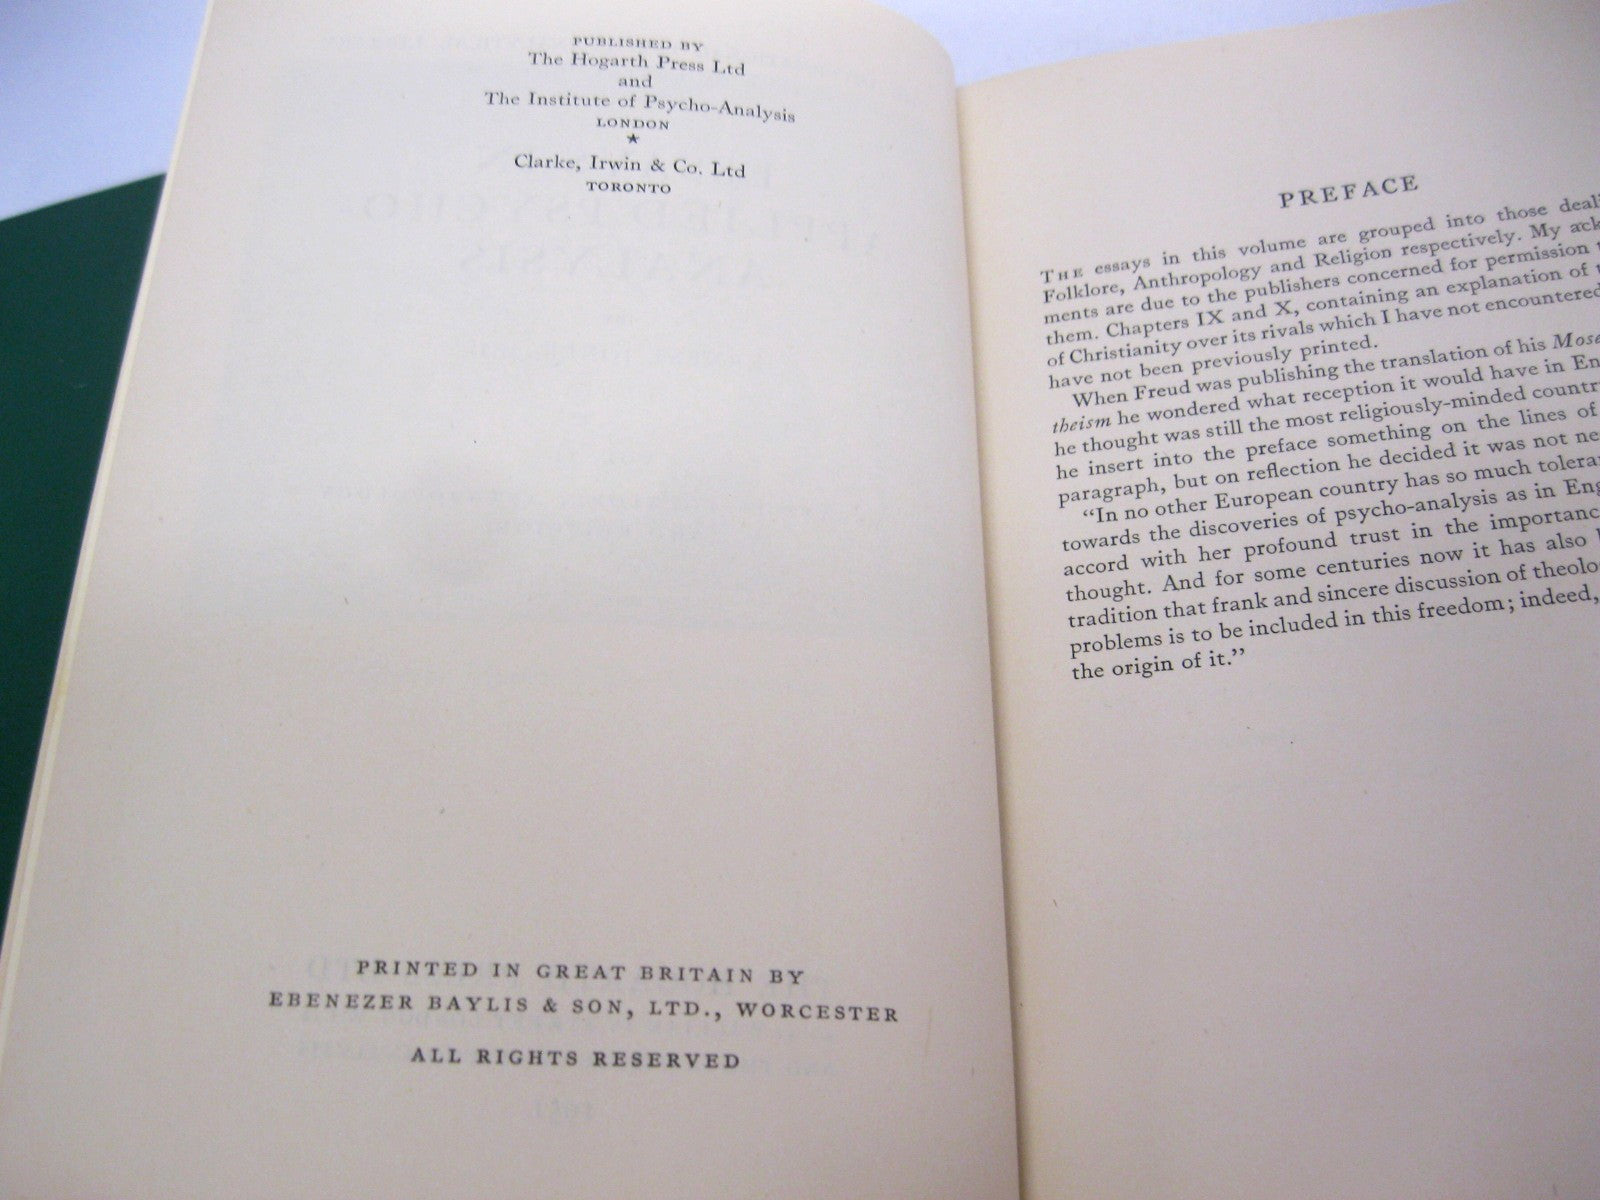 PUBLISHED BY
The Hogarth Press Ltd
and
The Institute of Psycho-Analysis
LONDON
★
Clarke, Irwin & Co. Ltd
TORONTO
PRINTED IN GREAT BRITAIN BY
EBENEZER BAYLIS & SON, LTD., WORCESTER
ALL RIGHTS RESERVED
PREFACE
THE essays in this volume are grouped into those deali
Folklore, Anthropology and Religion respectively. My ack
ments are due to the publishers concerned for permission t
them. Chapters IX and X, containing an explanation of t
of Christianity over its rivals which I have not encountered
have not been previously printed.
When Freud was publishing the translation of his Mose
theism he wondered what reception it would have in En
he thought was still the most religiously-minded countr
he insert into the preface something on the lines of
paragraph, but on reflection he decided it was not ne
"In no other European country has so much tolera
towards the discoveries of psycho-analysis as in Eng
accord with her profound trust in the importanc
thought. And for some centuries now it has also
tradition that frank and sincere discussion of theolo
problems is to be included in this freedom; indeed,
the origin of it."